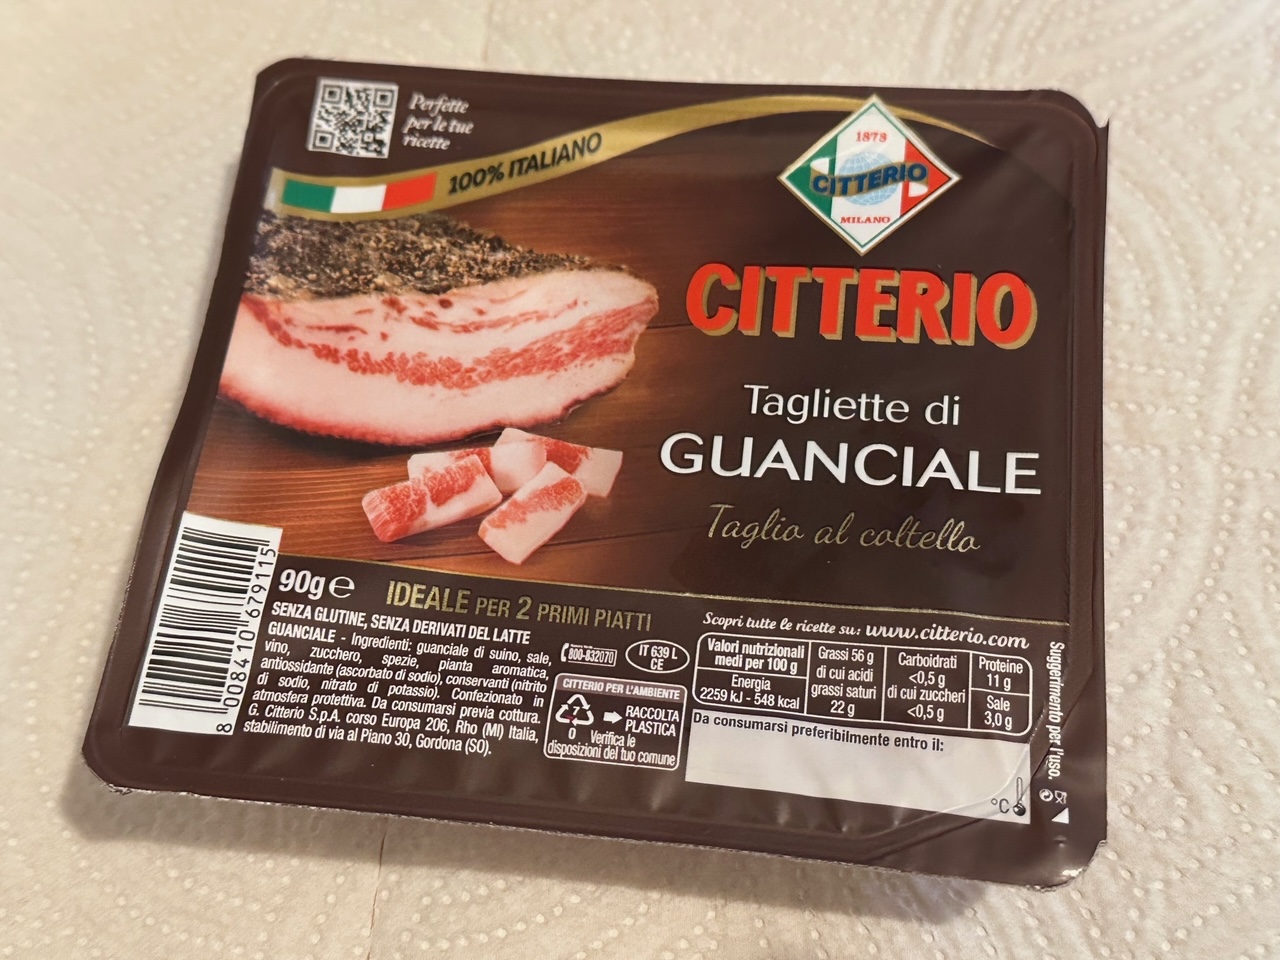 Perfette
per le tue
ricette
100% ITALIANO
1878
CITTERIO
MILANO
CITTERIO
Tagliette di
GUANCIALE
Taglio al coltello
8 008410 679115
90g e
IDEALE PER 2 PRIMI PIATTI
SENZA GLUTINE, SENZA DERIVATI DEL LATTE
GUANCIALE - Ingredienti: guanciale di suino, sale,
vino, zucchero, spezie, pianta aromatica,
antiossidante (ascorbato di sodio), conservanti (nitrito
di sodio, nitrato di potassio). Confezionato in
atmosfera protettiva. Da consumarsi previa cottura.
G. Citterio S.p.A. corso Europa 206, Rho (MI) Italia,
stabilimento di via al Piano 30, Gordona (SO).
800-832070
IT 639 L
CE
CITTERIO PER L'AMBIENTE
RACCOLTA
PLASTICA
Verifica le
disposizioni del tuo comune
Scopri tutte le ricette su: www.citterio.com
Valori nutrizionali
medi per 100 g
Energia
2259 kJ - 548 kcal
Grassi 56 g
di cui acidi
grassi saturi
22 g
Carboidrati
<0,5 g
di cui zuccheri
<0,5 g
Proteine
11 g
Sale
3,0 g
Da consumarsi preferibilmente entro il:
°C
Suggerimento per l'uso.